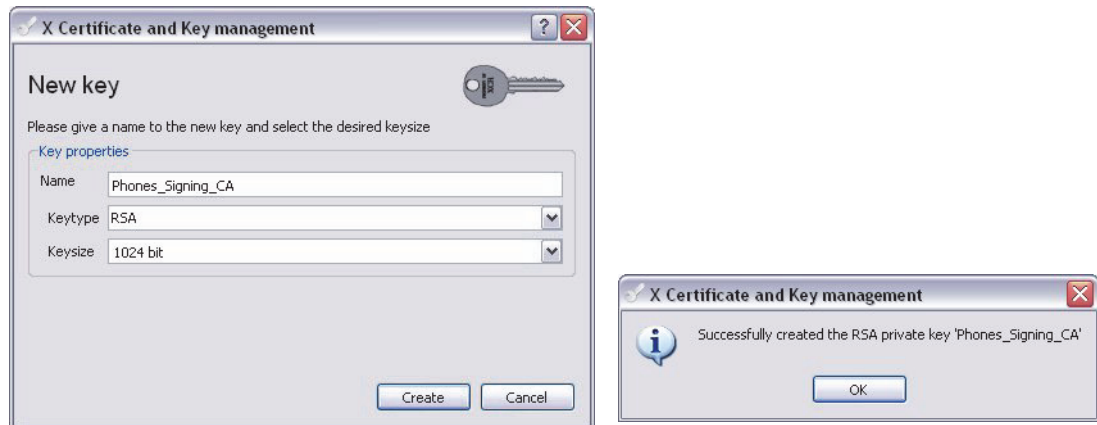 X Certificate and Key management
New key
Please give a name to the new key and select the desired keysize
Key properties
Name Phones_Signing_CA
Keytype RSA
Keysize 1024 bit
Create Cancel
X Certificate and Key management
Successfully created the RSA private key 'Phones_Signing_CA'
OK